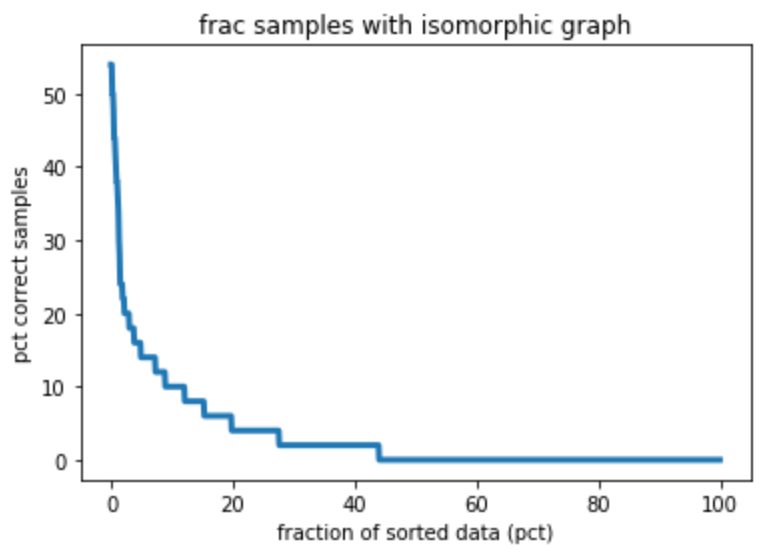 frac samples with isomorphic graph
pct correct samples
50
40
30
20
10
0
0 20 40 60 80 100
fraction of sorted data (pct)